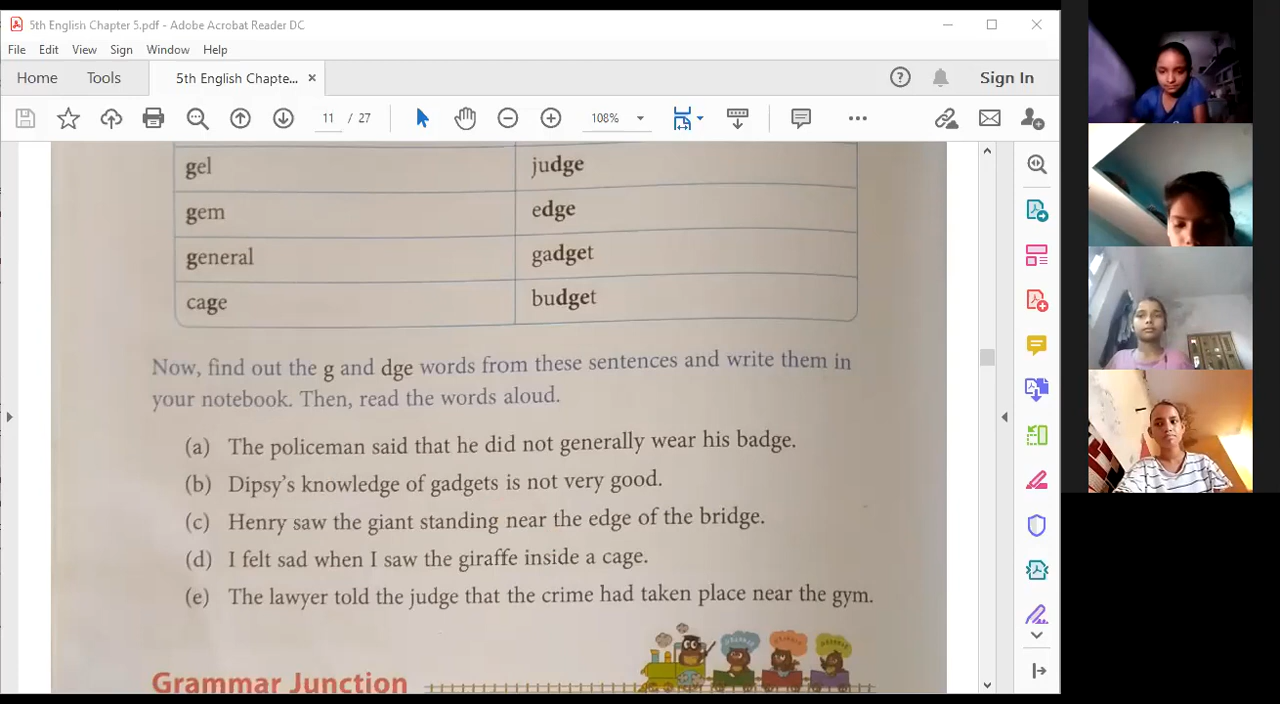 5th English Chapter 5.pdf - Adobe Acrobat Reader DC
File Edit View Sign Window Help
Home Tools 5th English Chapte... × Sign In
11 / 27 108%
gel judge
gem edge
general gadget
cage budget
Now, find out the g and dge words from these sentences and write them in
your notebook. Then, read the words aloud.
(a) The policeman said that he did not generally wear his badge.
(b) Dipsy's knowledge of gadgets is not very good.
(c) Henry saw the giant standing near the edge of the bridge.
(d) I felt sad when I saw the giraffe inside a cage.
(e) The lawyer told the judge that the crime had taken place near the gym.
Grammar Junction